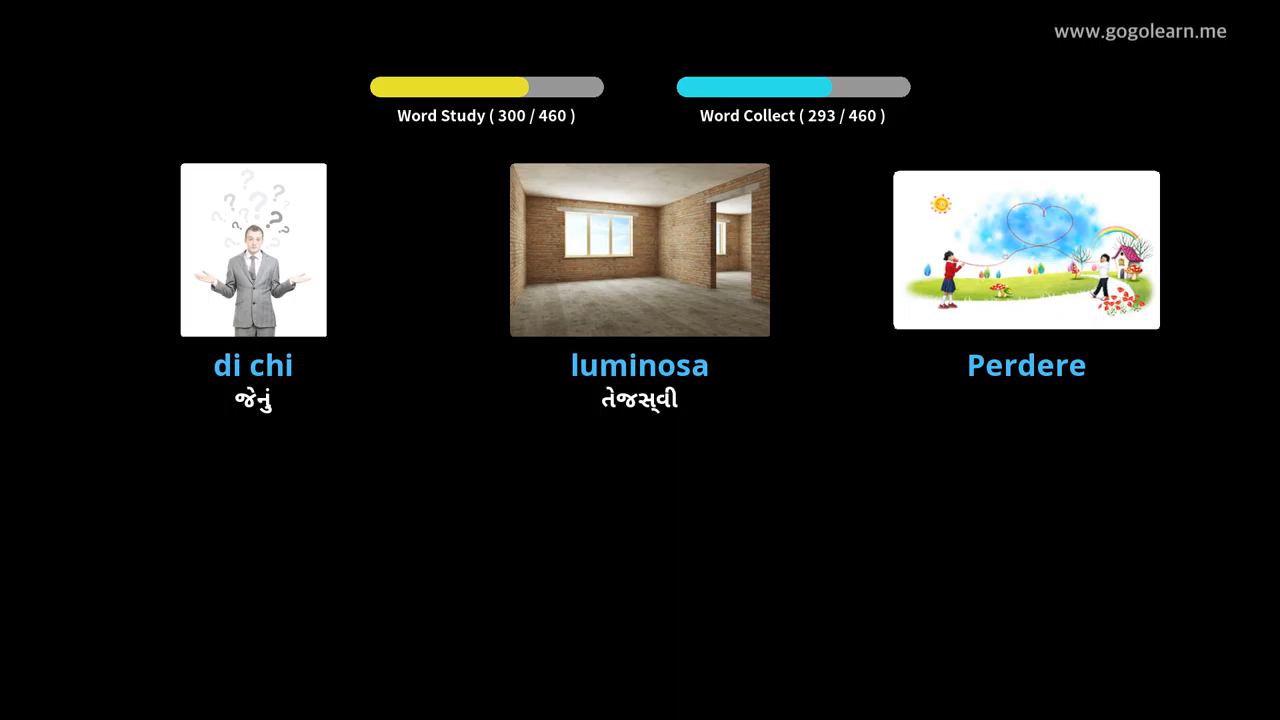 www.gogolearn.me
Word Study ( 300 / 460 )
Word Collect ( 293 / 460 )
di chi
luminosa
Perdere
જેનું
તેજસ્વી